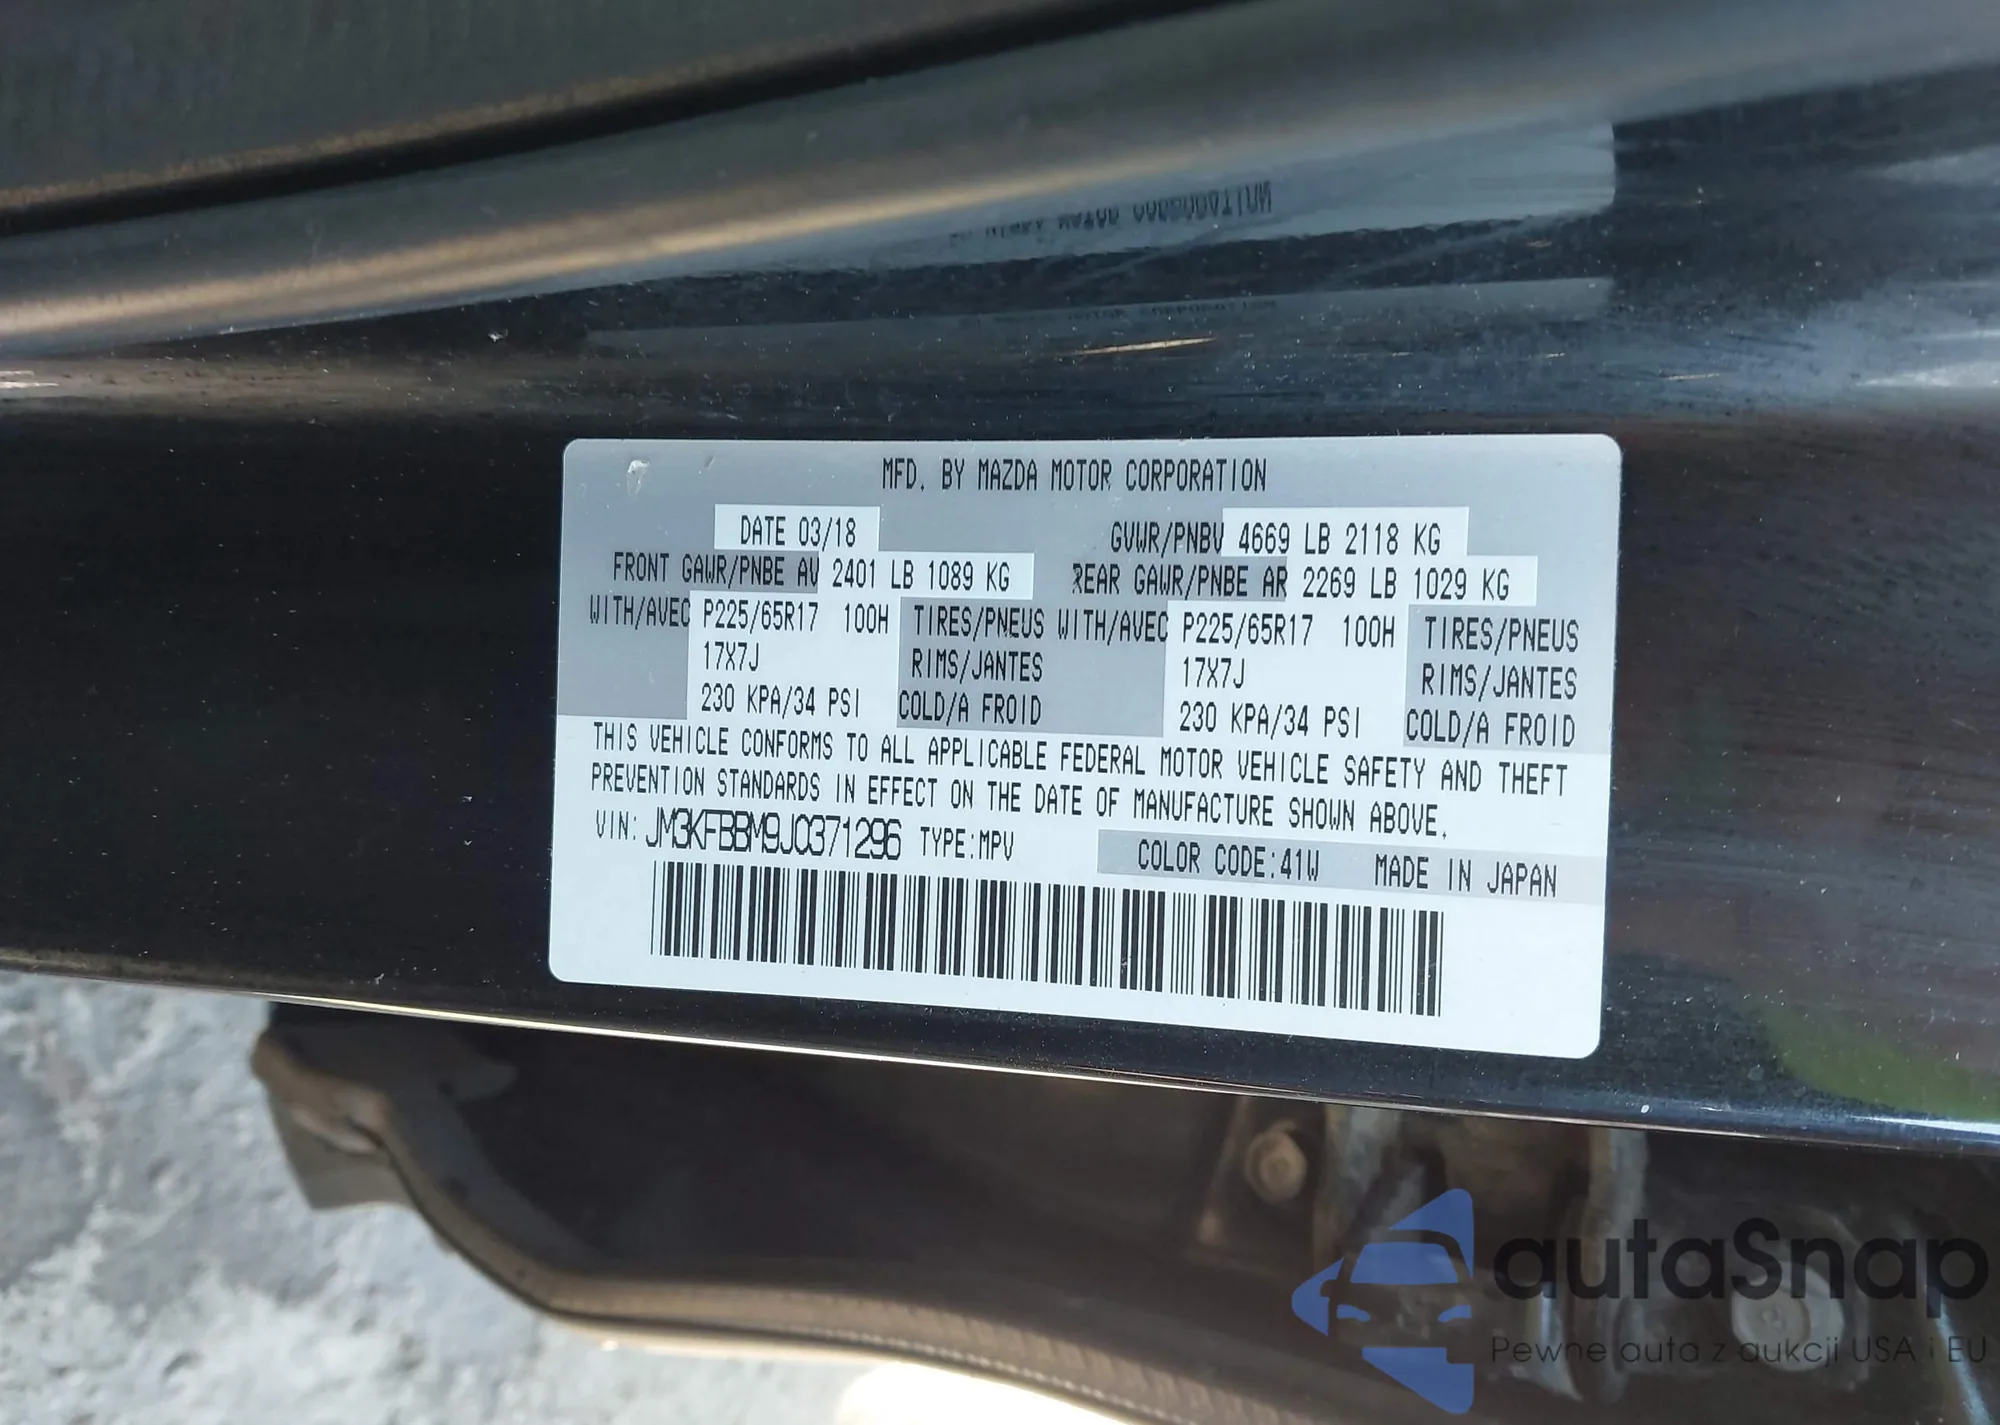 MFD. BY MAZDA MOTOR CORPORATION
DATE 03/18 GVWR/PNBV 4669 LB 2118 KG
FRONT GAWR/PNBE AV 2401 LB 1089 KG REAR GAWR/PNBE AR 2269 LB 1029 KG
WITH/AVEC P225/65R17 100H TIRES/PNEUS WITH/AVEC P225/65R17 100H TIRES/PNEUS
17X7J RIMS/JANTES 17X7J RIMS/JANTES
230 KPA/34 PSI COLD/A FROID 230 KPA/34 PSI COLD/A FROID
THIS VEHICLE CONFORMS TO ALL APPLICABLE FEDERAL MOTOR VEHICLE SAFETY AND THEFT
PREVENTION STANDARDS IN EFFECT ON THE DATE OF MANUFACTURE SHOWN ABOVE.
VIN: JM3KFBBM9J0371296 TYPE:MPV COLOR CODE:41W MADE IN JAPAN
autaSnap
Pewne auta z aukcji USA i EU